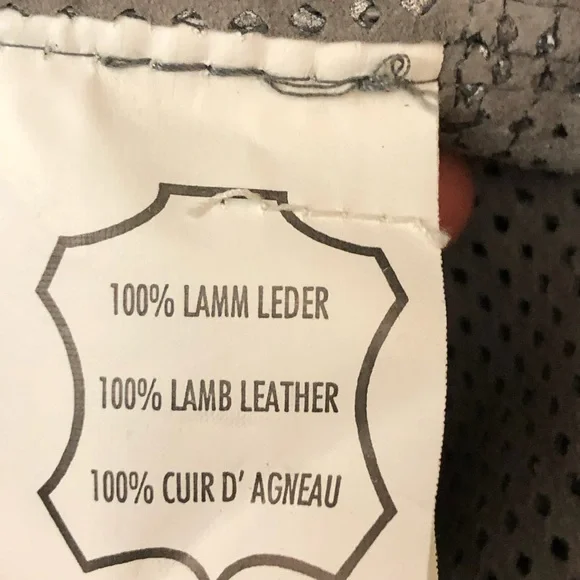 100% LAMM LEDER
100% LAMB LEATHER
100% CUIR D' AGNEAU